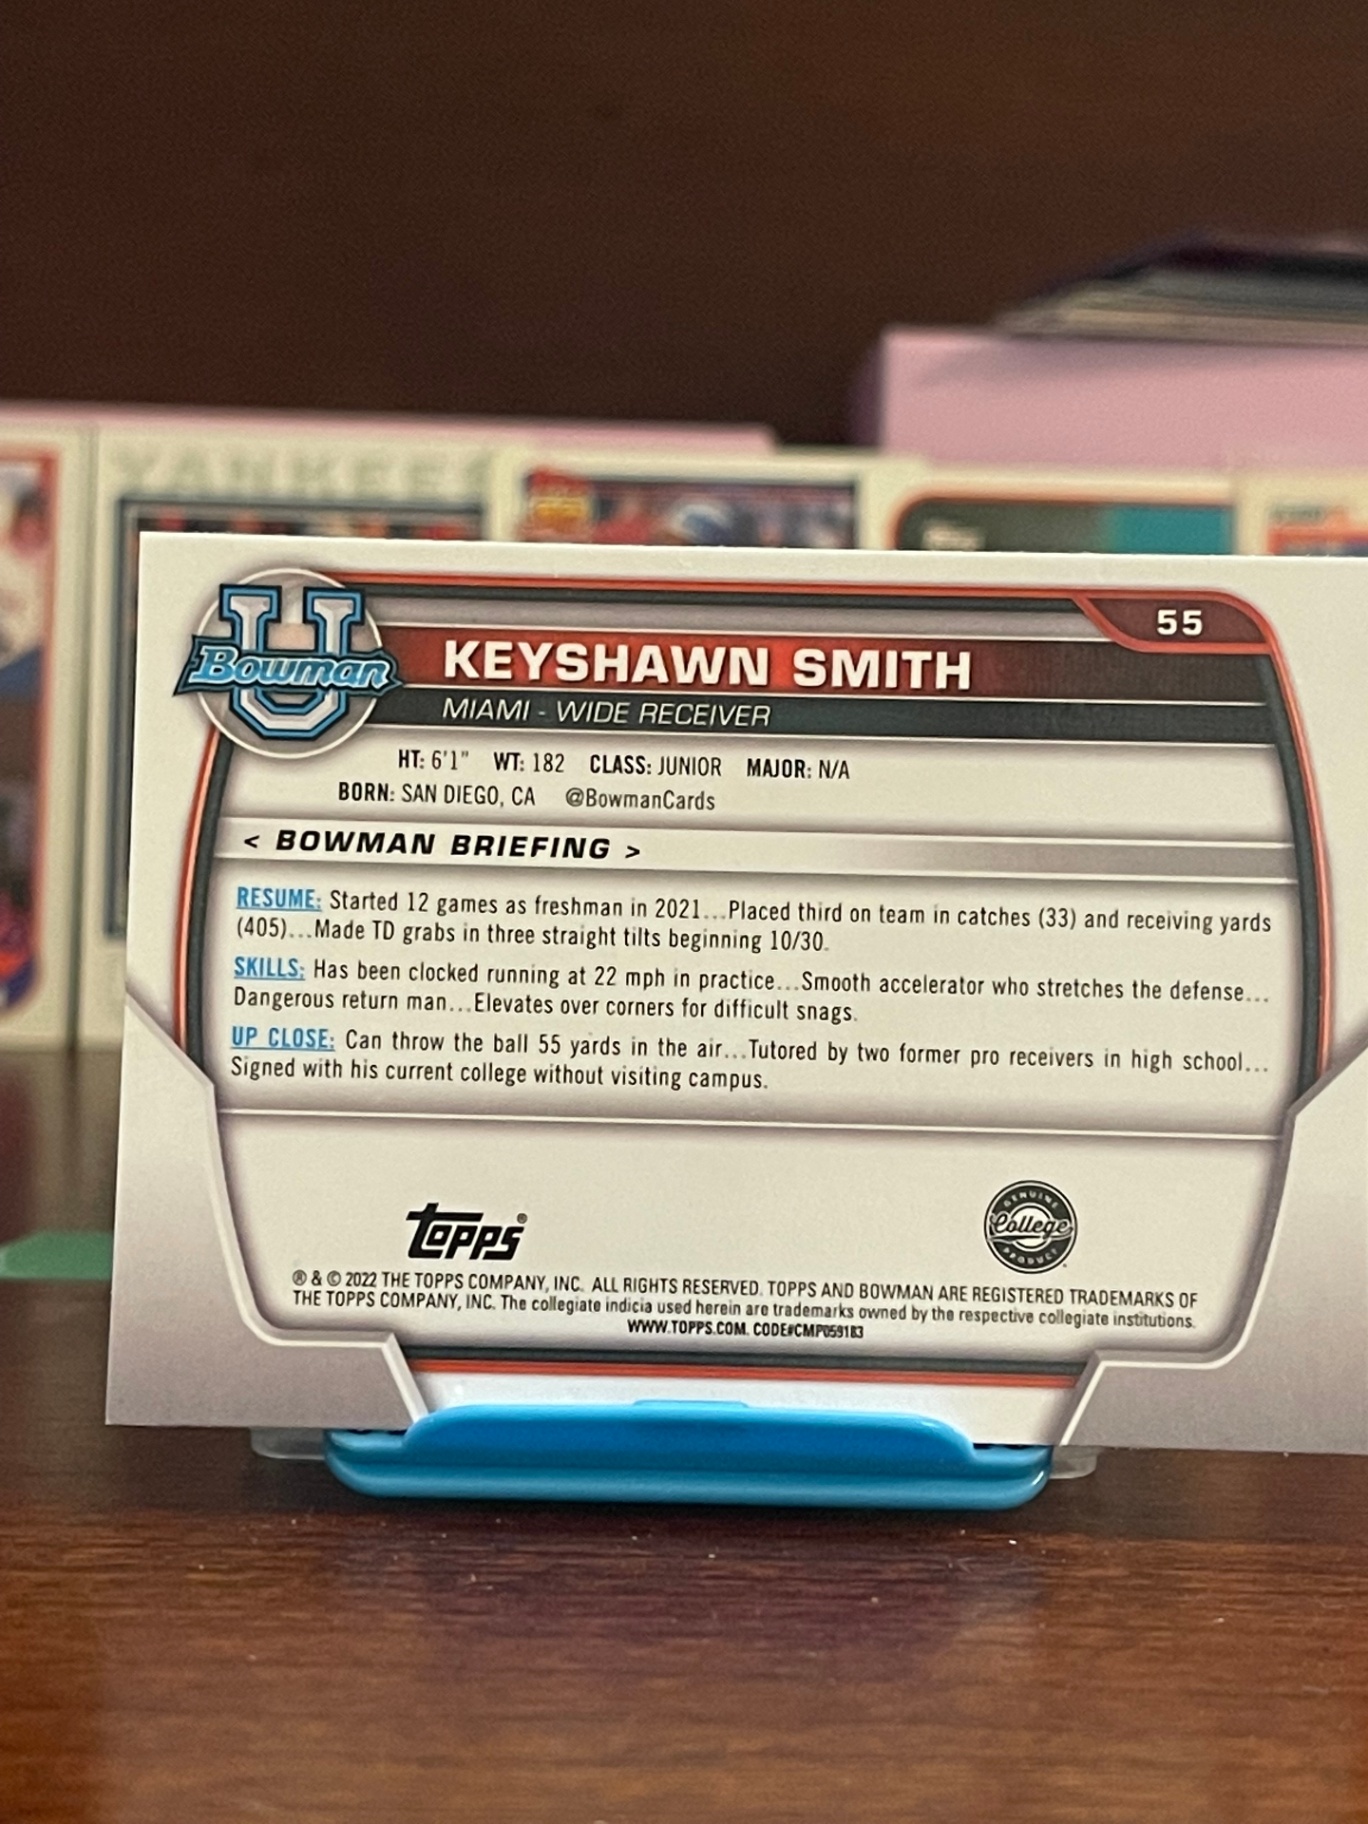 YANKEES
U
Bowman
55
KEYSHAWN SMITH
MIAMI - WIDE RECEIVER
HT: 6'1" WT: 182 CLASS: JUNIOR MAJOR: N/A
BORN: SAN DIEGO, CA @BowmanCards
< BOWMAN BRIEFING >
RESUME: Started 12 games as freshman in 2021...Placed third on team in catches (33) and receiving yards
(405)...Made TD grabs in three straight tilts beginning 10/30.
SKILLS: Has been clocked running at 22 mph in practice...Smooth accelerator who stretches the defense...
Dangerous return man...Elevates over corners for difficult snags.
UP CLOSE: Can throw the ball 55 yards in the air...Tutored by two former pro receivers in high school...
Signed with his current college without visiting campus.
Topps®
GENUINE
College
PRODUCT
® & © 2022 THE TOPPS COMPANY, INC. ALL RIGHTS RESERVED. TOPPS AND BOWMAN ARE REGISTERED TRADEMARKS OF
THE TOPPS COMPANY, INC. The collegiate indicia used herein are trademarks owned by the respective collegiate institutions.
WWW.TOPPS.COM. CODE#CMP059183